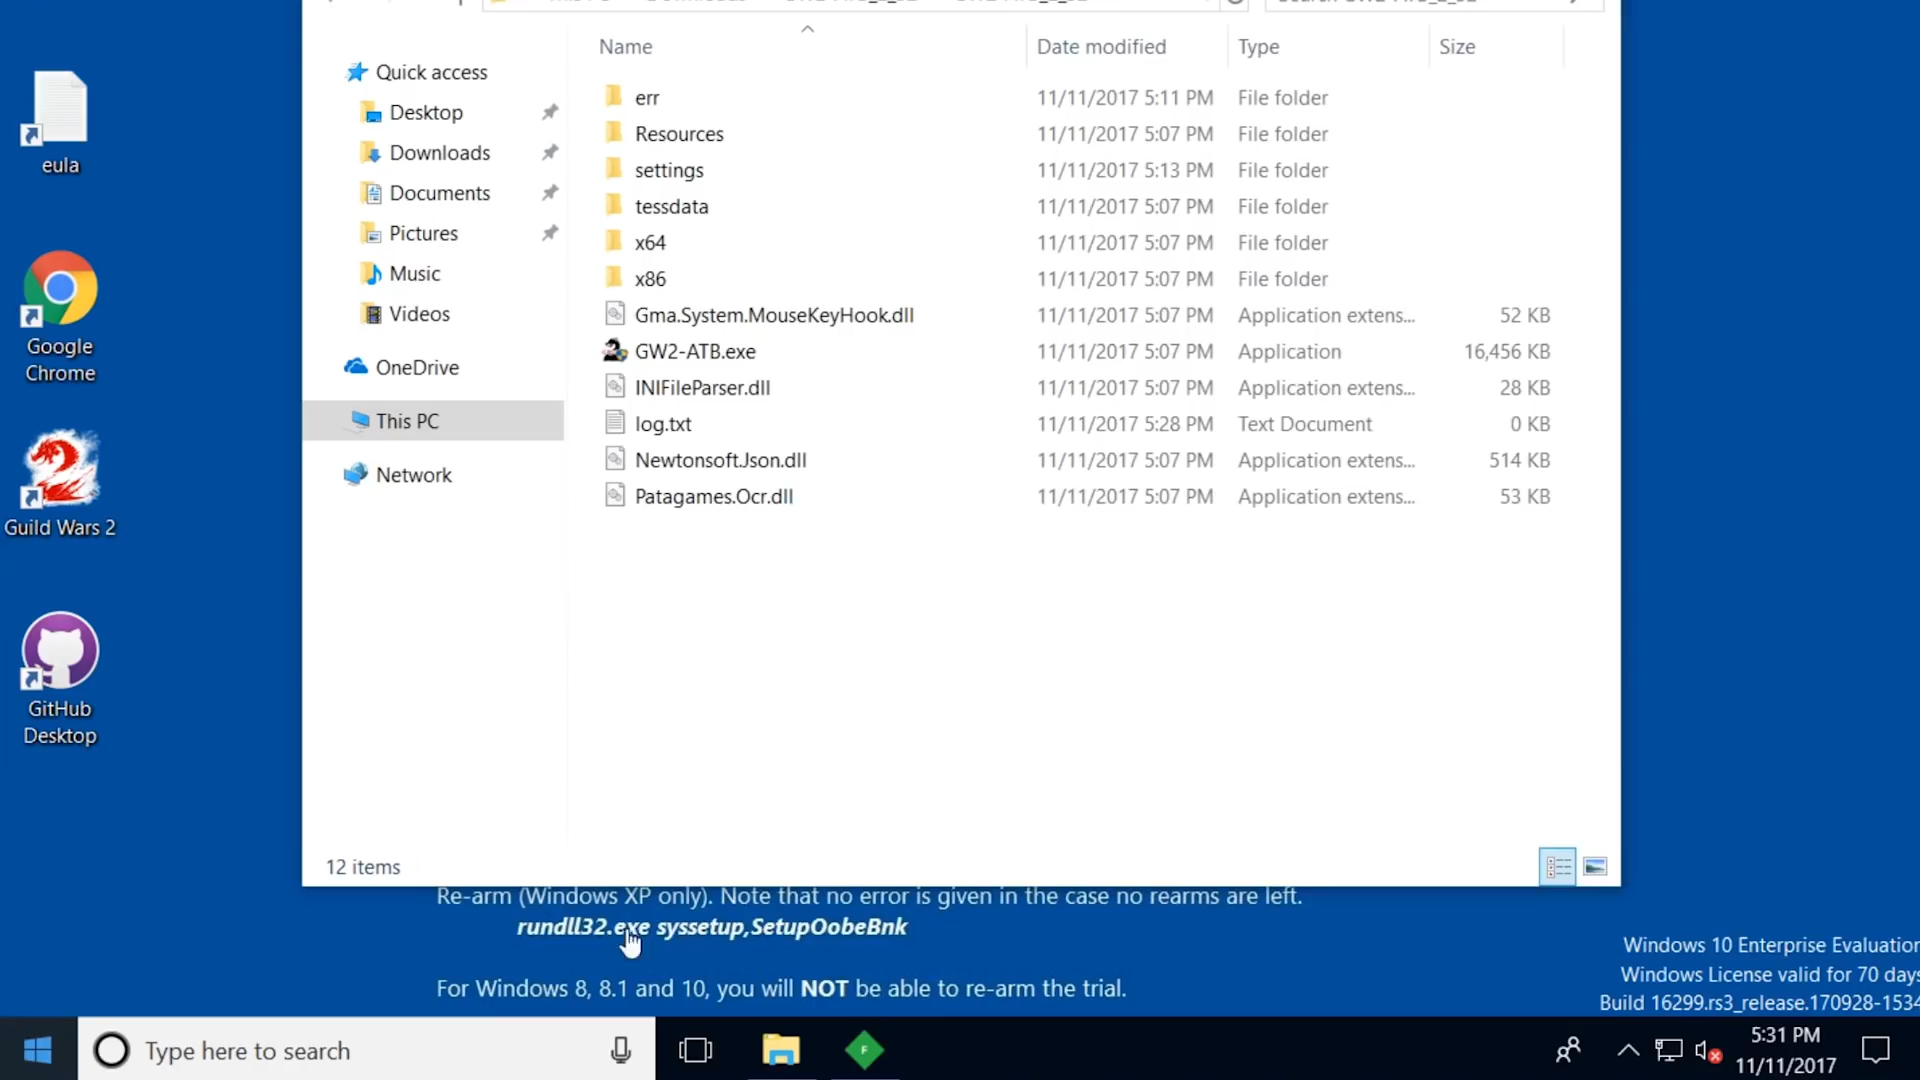 Name Date modified Type Size
Quick access
Desktop
Downloads
Documents
Pictures
Music
Videos
OneDrive
This PC
Network
err 11/11/2017 5:11 PM File folder
Resources 11/11/2017 5:07 PM File folder
settings 11/11/2017 5:13 PM File folder
tessdata 11/11/2017 5:07 PM File folder
x64 11/11/2017 5:07 PM File folder
x86 11/11/2017 5:07 PM File folder
Gma.System.MouseKeyHook.dll 11/11/2017 5:07 PM Application extens... 52 KB
GW2-ATB.exe 11/11/2017 5:07 PM Application 16,456 KB
INIFileParser.dll 11/11/2017 5:07 PM Application extens... 28 KB
log.txt 11/11/2017 5:28 PM Text Document 0 KB
Newtonsoft.Json.dll 11/11/2017 5:07 PM Application extens... 514 KB
Patagames.Ocr.dll 11/11/2017 5:07 PM Application extens... 53 KB
12 items
eula
Google
Chrome
Guild Wars 2
GitHub
Desktop
Re-arm (Windows XP only). Note that no error is given in the case no rearms are left.
rundll32.exe syssetup,SetupOobeBnk
For Windows 8, 8.1 and 10, you will NOT be able to re-arm the trial.
Windows 10 Enterprise Evaluation
Windows License valid for 70 days
Build 16299.rs3_release.170928-1534
Type here to search
5:31 PM
11/11/2017